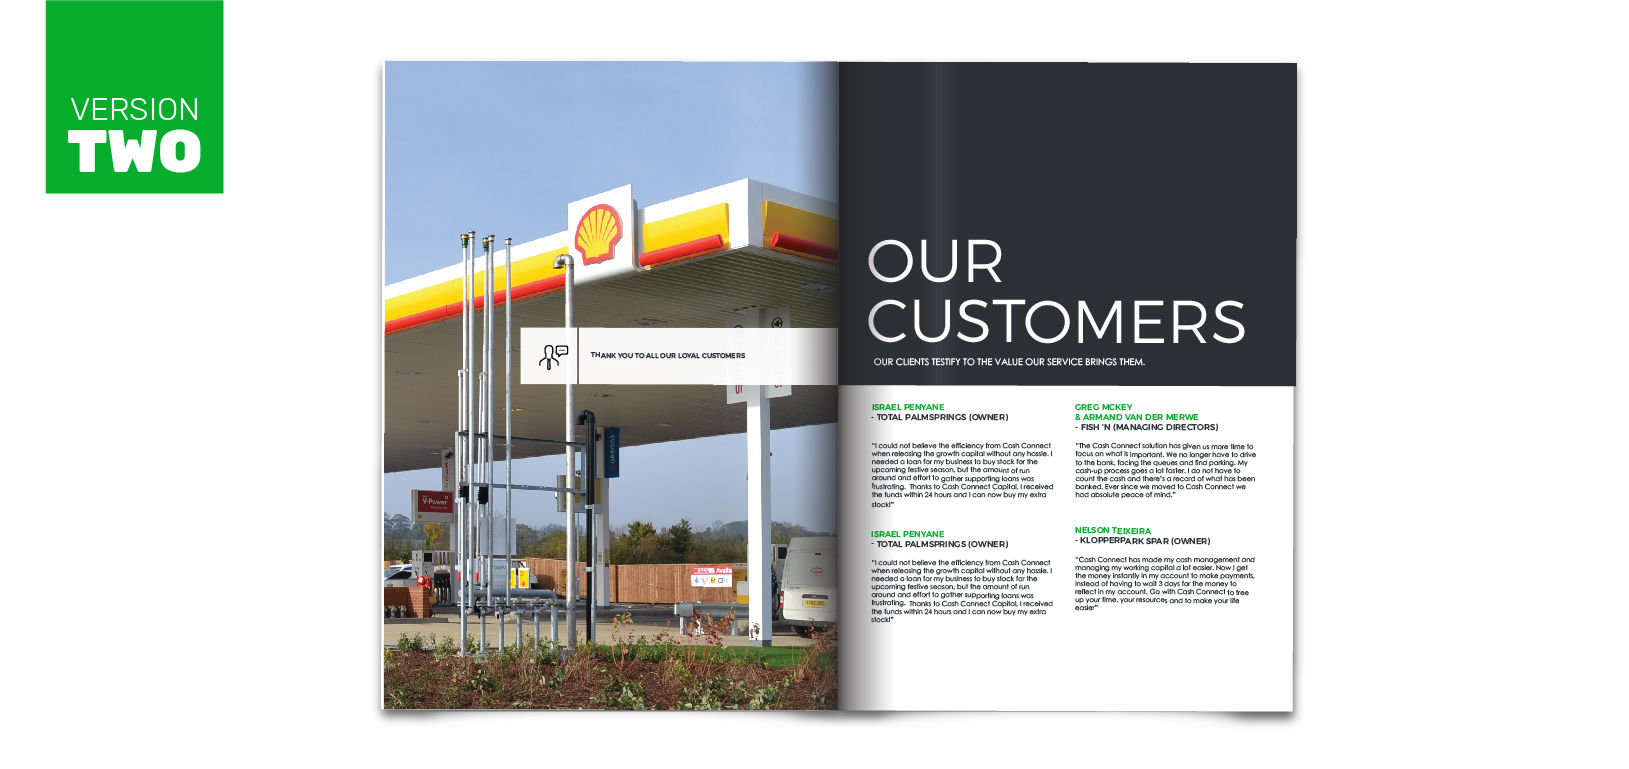 VERSION
TWO
THANK YOU TO ALL OUR LOYAL CUSTOMERS
V-Power
GREGGS
OUR
CUSTOMERS
OUR CLIENTS TESTIFY TO THE VALUE OUR SERVICE BRINGS THEM.
ISRAEL PENYANE
- TOTAL PALMSPRINGS (OWNER)
"I could not believe the efficiency from Cash Connect
when releasing the growth capital without any hassle. I
needed a loan for my business to buy stock for the
upcoming festive season, but the amount of run
around and effort to gather supporting loans was
frustrating. Thanks to Cash Connect Capital, I received
the funds within 24 hours and I can now buy my extra
stock!"
ISRAEL PENYANE
- TOTAL PALMSPRINGS (OWNER)
"I could not believe the efficiency from Cash Connect
when releasing the growth capital without any hassle. I
needed a loan for my business to buy stock for the
upcoming festive season, but the amount of run
around and effort to gather supporting loans was
frustrating. Thanks to Cash Connect Capital, I received
the funds within 24 hours and I can now buy my extra
stock!"
GREG MCKEY
& ARMAND VAN DER MERWE
- FISH 'N (MANAGING DIRECTORS)
"The Cash Connect solution has given us more time to
focus on what is important. We no longer have to drive
to the bank, facing the queues and find parking. My
cash-up process goes a lot faster. I do not have to
count the cash and there's a record of what has been
banked. Ever since we moved to Cash Connect we
had absolute peace of mind."
NELSON TEIXEIRA
- KLOPPERPARK SPAR (OWNER)
"Cash Connect has made my cash management and
managing my working capital a lot easier. Now I get
the money instantly in my account to make payments,
instead of having to wait 3 days for the money to
reflect in my account. Go with Cash Connect to free
up your time, your resources and to make your life
easier"